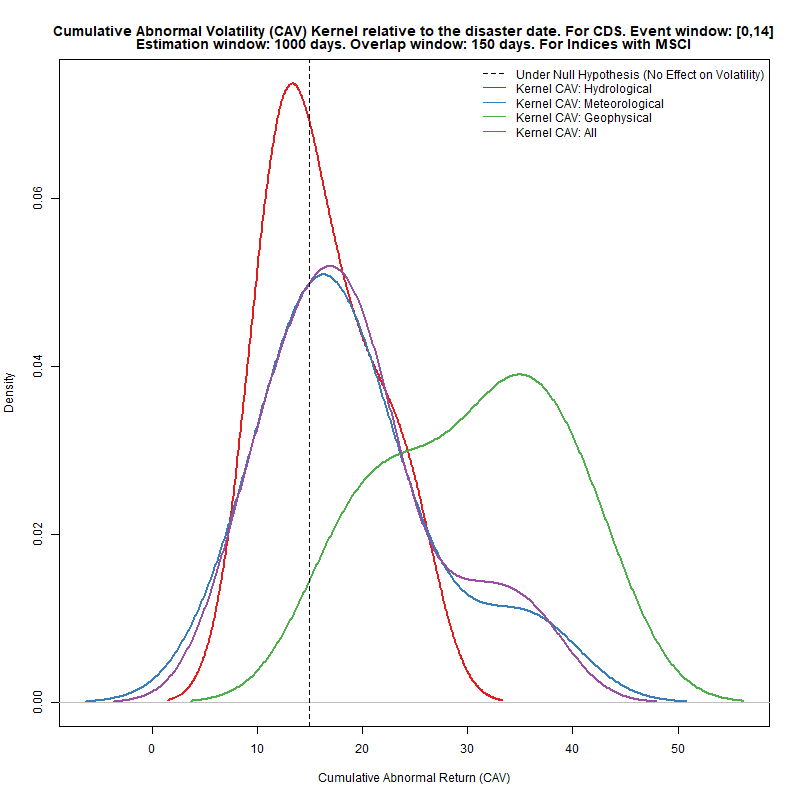 Cumulative Abnormal Volatility (CAV) Kernel relative to the disaster date. For CDS. Event window: [0,14]
Estimation window: 1000 days. Overlap window: 150 days. For Indices with MSCI
Under Null Hypothesis (No Effect on Volatility)
Kernel CAV: Hydrological
Kernel CAV: Meteorological
Kernel CAV: Geophysical
Kernel CAV: All
Density
0.06
0.04
0.02
0.00
0 10 20 30 40 50
Cumulative Abnormal Return (CAV)